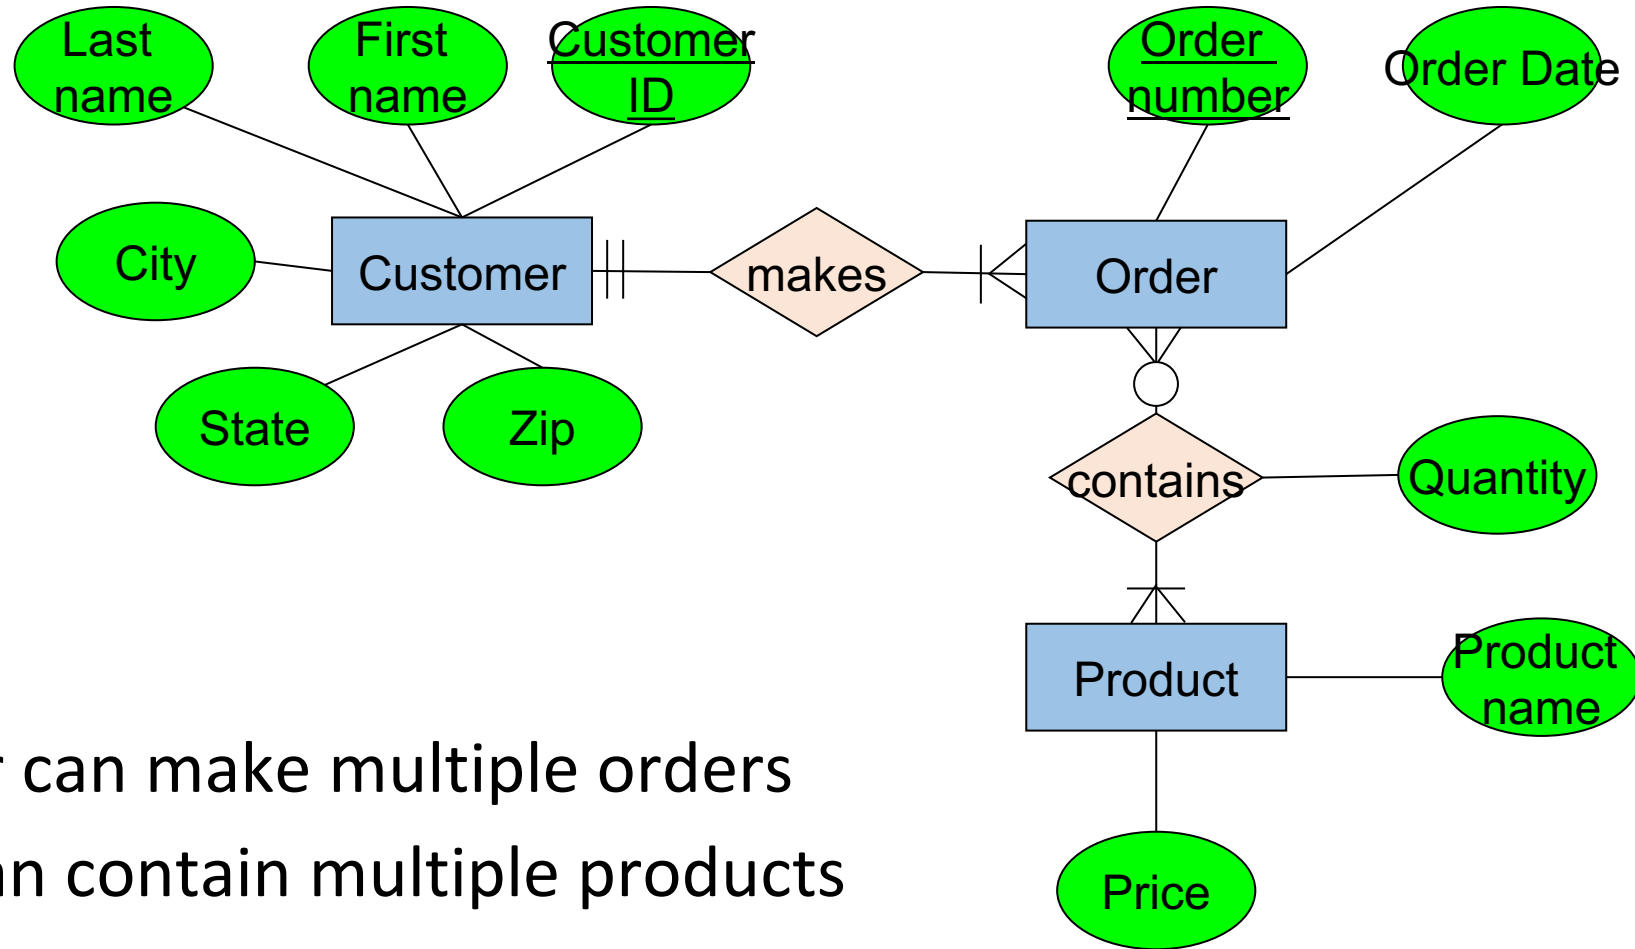 Last
name
First
name
Customer
ID
Order
number
Order Date
City
Customer
makes
Order
State
Zip
contains
Quantity
Product
Product
name
r can make multiple orders
an contain multiple products
Price